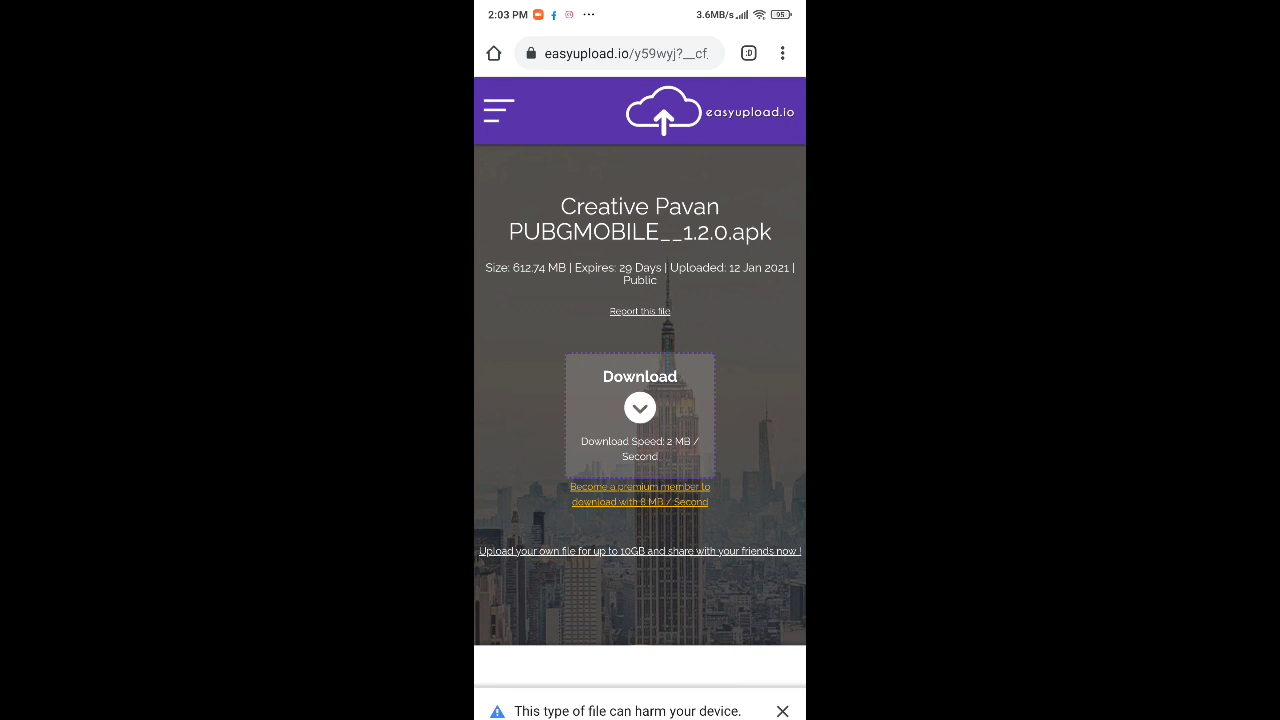 2:03 PM
3.6MB/s
95
easyupload.io/y59wyj?__cf
:D
easyupload.io
Creative Pavan
PUBGMOBILE__1.2.0.apk
Size: 612.74 MB | Expires: 29 Days | Uploaded: 12 Jan 2021 |
Public
Report this file
Download
Download Speed: 2 MB /
Second
Become a premium member to
download with 8 MB / Second
Upload your own file for up to 10GB and share with your friends now !
This type of file can harm your device.